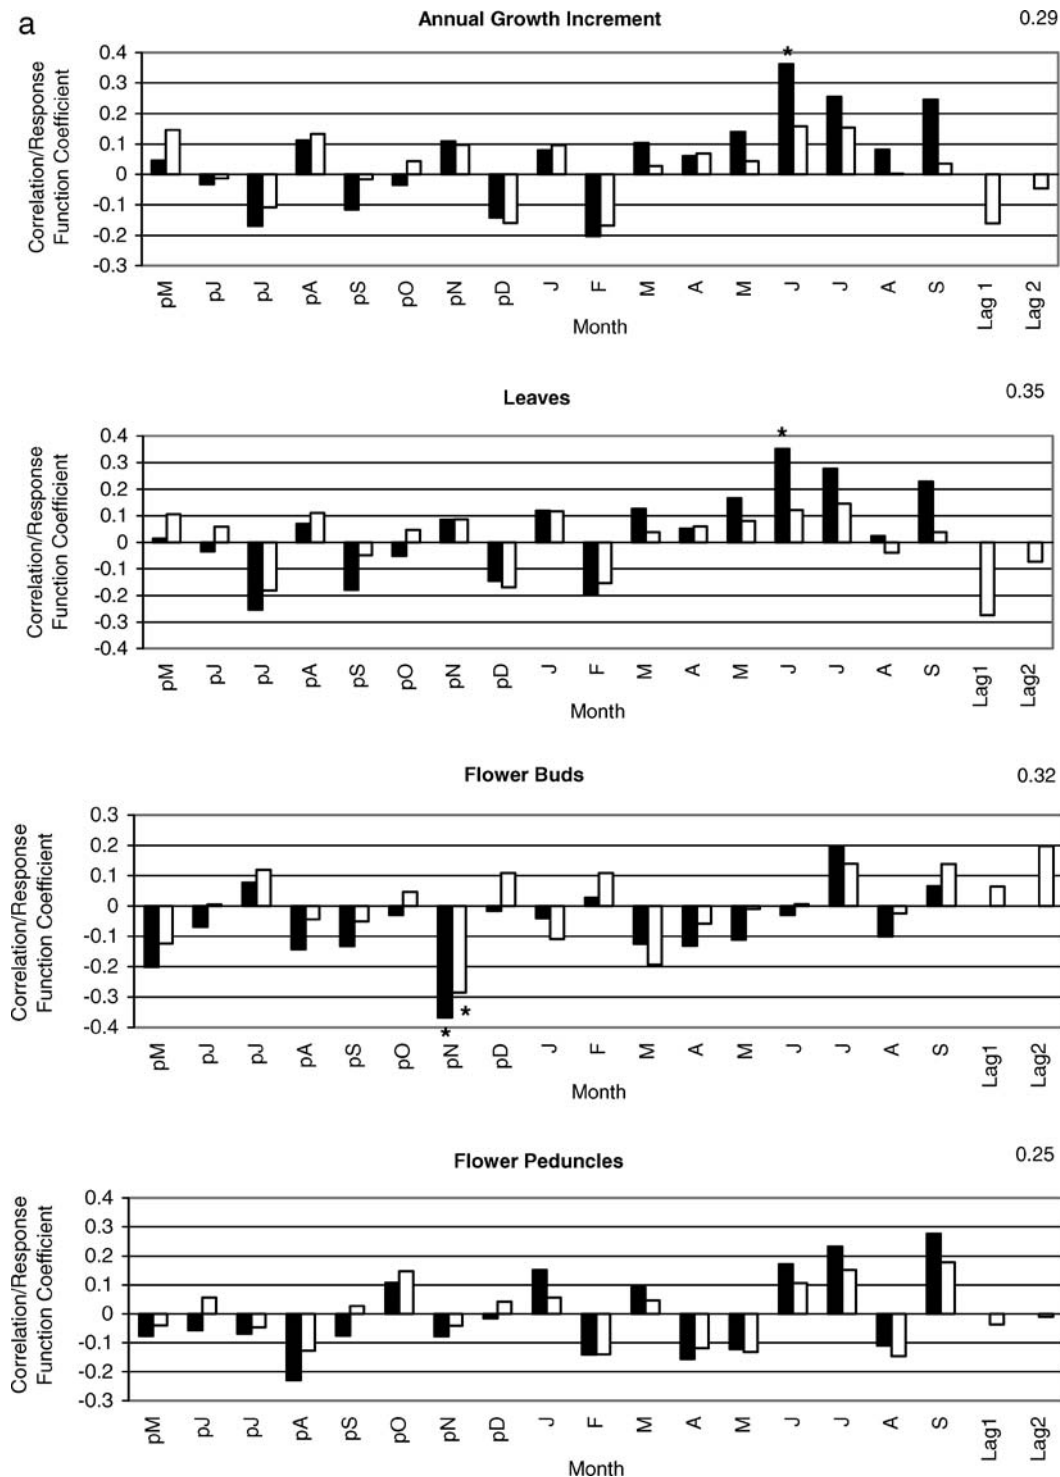 a
Annual Growth Increment
0.29
Correlation/Response
Function Coefficient
0.4
0.3
0.2
0.1
0
-0.1
-0.2
-0.3
*
pM pJ pJ pA pS pO pN pD J F M A M J J A S Lag 1 Lag 2
Month
Leaves
0.35
Correlation/Response
Function Coefficient
0.4
0.3
0.2
0.1
0
-0.1
-0.2
-0.3
-0.4
*
pM pJ pJ pA pS pO pN pD J F M A M J J A S Lag1 Lag2
Month
Flower Buds
0.32
Correlation/Response
Function Coefficient
0.3
0.2
0.1
0
-0.1
-0.2
-0.3
-0.4
* *
pM pJ pJ pA pS pO pN pD J F M A M J J A S Lag1 Lag2
Month
Flower Peduncles
0.25
Correlation/Response
Function Coefficient
0.4
0.3
0.2
0.1
0
-0.1
-0.2
-0.3
pM pJ pJ pA pS pO pN pD J F M A M J J A S Lag1 Lag2
Month